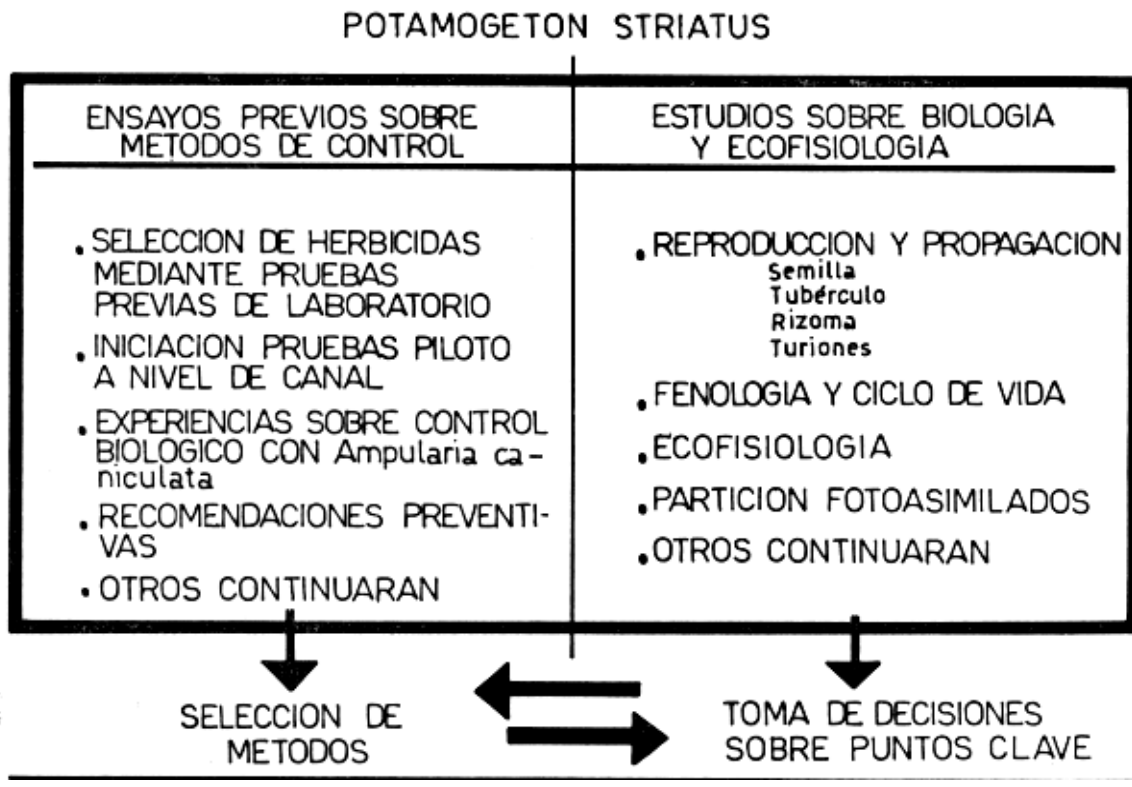 POTAMOGETON STRIATUS
ENSAYOS PREVIOS SOBRE
METODOS DE CONTROL
. SELECCION DE HERBICIDAS
MEDIANTE PRUEBAS
PREVIAS DE LABORATORIO
. INICIACION PRUEBAS PILOTO
A NIVEL DE CANAL
. EXPERIENCIAS SOBRE CONTROL
BIOLOGICO CON Ampularia ca-
niculata
. RECOMENDACIONES PREVENTI-
VAS
. OTROS CONTINUARAN
ESTUDIOS SOBRE BIOLOGIA
Y ECOFISIOLOGIA
. REPRODUCCION Y PROPAGACION
Semilla
Tubérculo
Rizoma
Turiones
. FENOLOGIA Y CICLO DE VIDA
. ECOFISIOLOGIA
. PARTICION FOTOASIMILADOS
. OTROS CONTINUARAN
SELECCION DE
METODOS
TOMA DE DECISIONES
SOBRE PUNTOS CLAVE